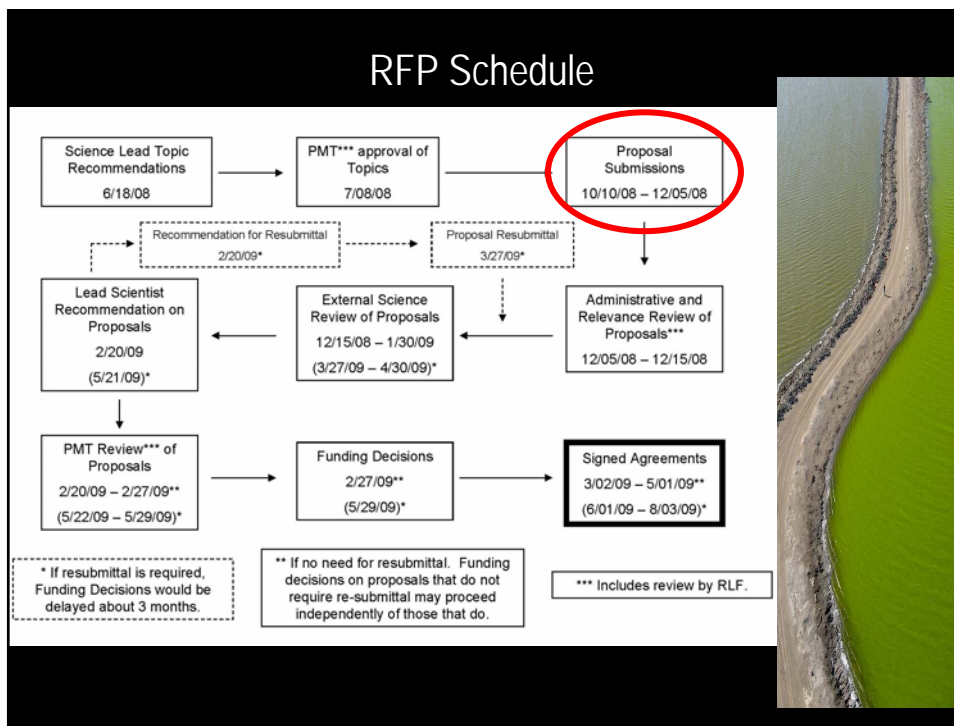 RFP Schedule
Science Lead Topic
Recommendations
6/18/08
PMT*** approval of
Topics
7/08/08
Proposal
Submissions
10/10/08 – 12/05/08
Recommendation for Resubmittal
2/20/09*
Proposal Resubmittal
3/27/09*
Lead Scientist
Recommendation on
Proposals
2/20/09
(5/21/09)*
External Science
Review of Proposals
12/15/08 – 1/30/09
(3/27/09 – 4/30/09)*
Administrative and
Relevance Review of
Proposals***
12/05/08 – 12/15/08
PMT Review*** of
Proposals
2/20/09 – 2/27/09**
(5/22/09 – 5/29/09)*
Funding Decisions
2/27/09**
(5/29/09)*
Signed Agreements
3/02/09 – 5/01/09**
(6/01/09 – 8/03/09)*
* If resubmittal is required,
Funding Decisions would be
delayed about 3 months.
** If no need for resubmittal. Funding
decisions on proposals that do not
require re-submittal may proceed
independently of those that do.
*** Includes review by RLF.